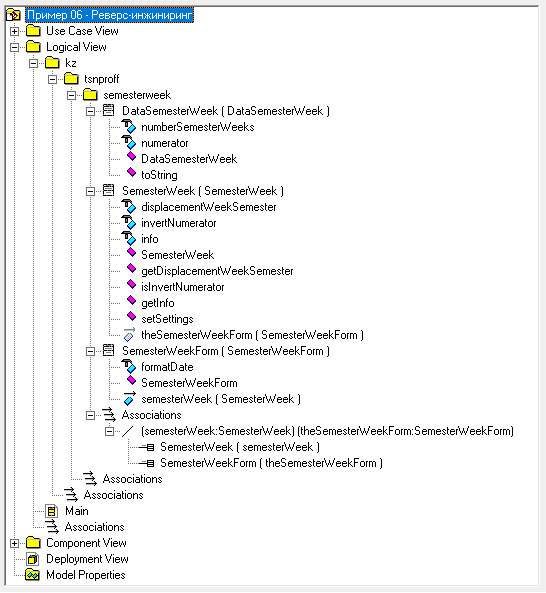 Пример 06 - Реверс-инжиниринг
Use Case View
Logical View
kz
tsnproff
semesterweek
DataSemesterWeek ( DataSemesterWeek )
numberSemesterWeeks
numerator
DataSemesterWeek
toString
SemesterWeek ( SemesterWeek )
displacementWeekSemester
invertNumerator
info
SemesterWeek
getDisplacementWeekSemester
isInvertNumerator
getInfo
setSettings
theSemesterWeekForm ( SemesterWeekForm )
SemesterWeekForm ( SemesterWeekForm )
formatDate
SemesterWeekForm
semesterWeek ( SemesterWeek )
Associations
(semesterWeek:SemesterWeek) (theSemesterWeekForm:SemesterWeekForm)
SemesterWeek ( semesterWeek )
SemesterWeekForm ( theSemesterWeekForm )
Associations
Associations
Main
Associations
Component View
Deployment View
Model Properties